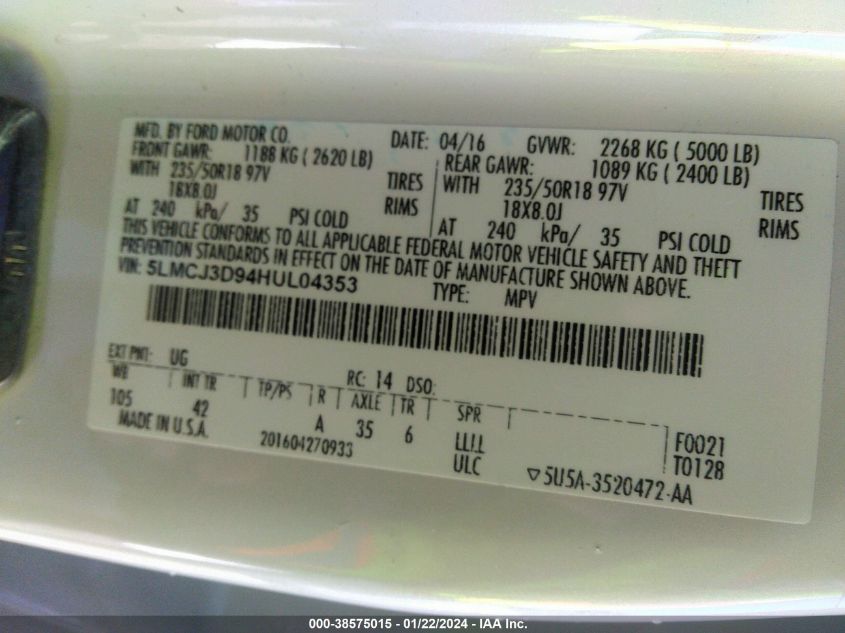 MFD. BY FORD MOTOR CO. DATE: 04/16 GVWR: 2268 KG ( 5000 LB)
FRONT GAWR: 1188 KG ( 2620 LB) REAR GAWR: 1089 KG ( 2400 LB)
WITH 235/50R18 97V TIRES WITH 235/50R18 97V TIRES
18X8.0J RIMS 18X8.0J RIMS
AT 240 kPa/ 35 PSI COLD AT 240 kPa/ 35 PSI COLD
THIS VEHICLE CONFORMS TO ALL APPLICABLE FEDERAL MOTOR VEHICLE SAFETY AND THEFT
PREVENTION STANDARDS IN EFFECT ON THE DATE OF MANUFACTURE SHOWN ABOVE.
VIN: 5LMCJ3D94HUL04353 TYPE: MPV
EXT PNT: UG RC: 14 DSO:
WB INT TR TP/PS R AXLE TR SPR
105 42 A 35 6 LLLL F0021
MADE IN U.S.A. 201604270933 ULC T0128
5U5A-3520472-AA
000-38575015 - 01/22/2024 - IAA Inc.